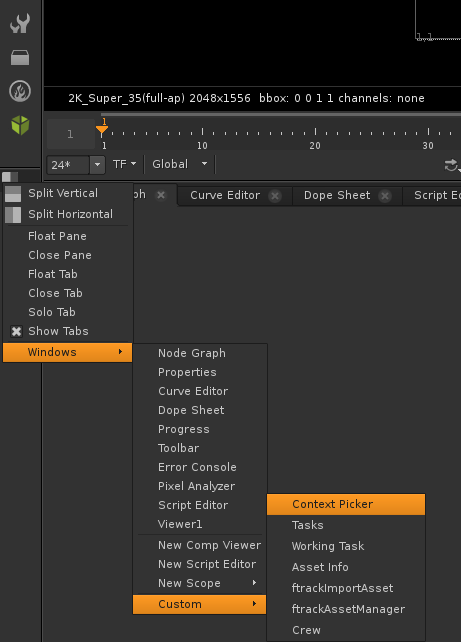 1,1
2K_Super_35(full-ap) 2048x1556 bbox: 0 0 1 1 channels: none
1
1
1 10 20 30
24* TF Global
ph Curve Editor Dope Sheet Script Ec
Split Vertical
Split Horizontal
Float Pane
Close Pane
Float Tab
Close Tab
Solo Tab
Show Tabs
Windows
Node Graph
Properties
Curve Editor
Dope Sheet
Progress
Toolbar
Error Console
Pixel Analyzer
Script Editor
Viewer1
New Comp Viewer
New Script Editor
New Scope
Custom
Context Picker
Tasks
Working Task
Asset Info
ftrackImportAsset
ftrackAssetManager
Crew